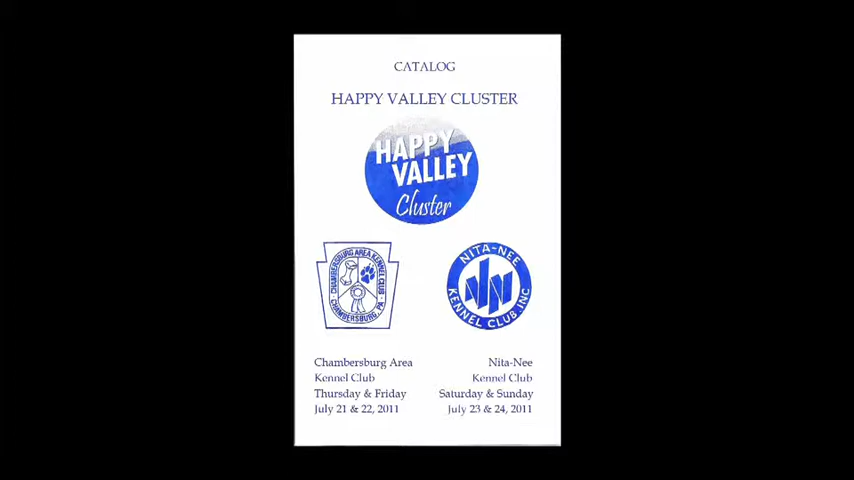 CATALOG
HAPPY VALLEY CLUSTER
HAPPY
VALLEY
Cluster
CHAMBERSBURG AREA KENNEL CLUB
CHAMBERSBURG, PA
NITA-NEE
KENNEL CLUB, INC
Chambersburg Area
Kennel Club
Thursday & Friday
July 21 & 22, 2011
Nita-Nee
Kennel Club
Saturday & Sunday
July 23 & 24, 2011